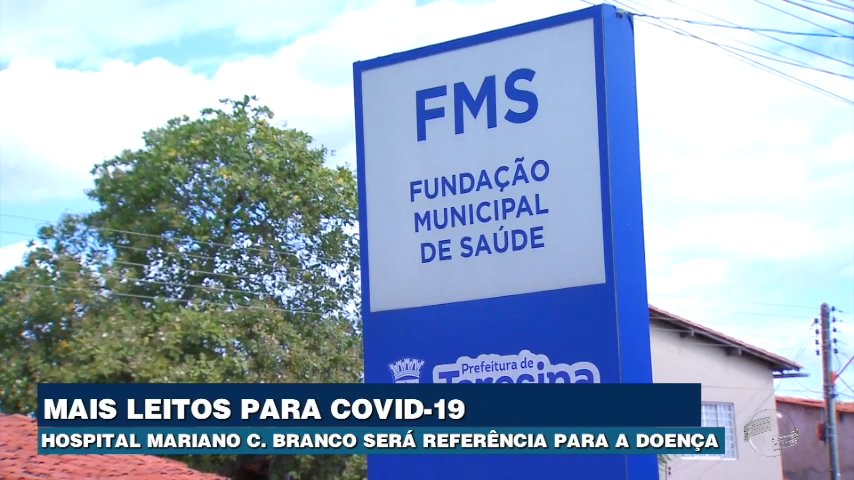 FMS
FUNDAÇÃO
MUNICIPAL
DE SAÚDE
Prefeitura de
Teresina
MAIS LEITOS PARA COVID-19
HOSPITAL MARIANO C. BRANCO SERÁ REFERÊNCIA PARA A DOENÇA